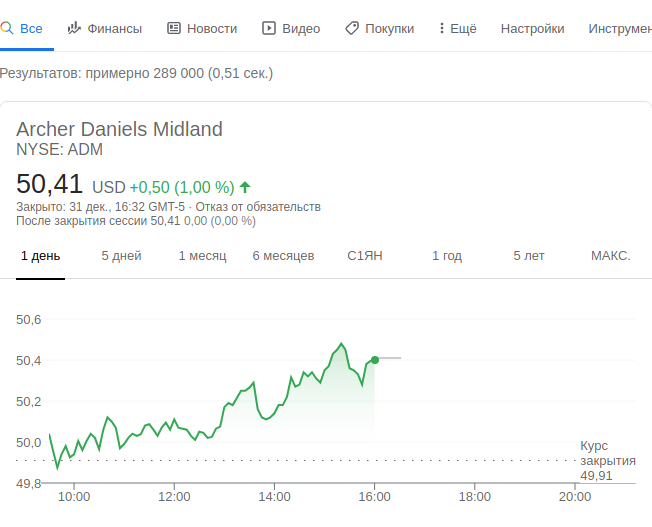 Все Финансы Новости Видео Покупки Ещё Настройки Инструмен
Результатов: примерно 289 000 (0,51 сек.)
Archer Daniels Midland
NYSE: ADM
50,41 USD +0,50 (1,00 %)
Закрыто: 31 дек., 16:32 GMT-5 · Отказ от обязательств
После закрытия сессии 50,41 0,00 (0,00 %)
1 день 5 дней 1 месяц 6 месяцев С1ЯН 1 год 5 лет МАКС.
50,6
50,4
50,2
50,0
Курс
закрытия
49,91
49,8
10:00 12:00 14:00 16:00 18:00 20:00